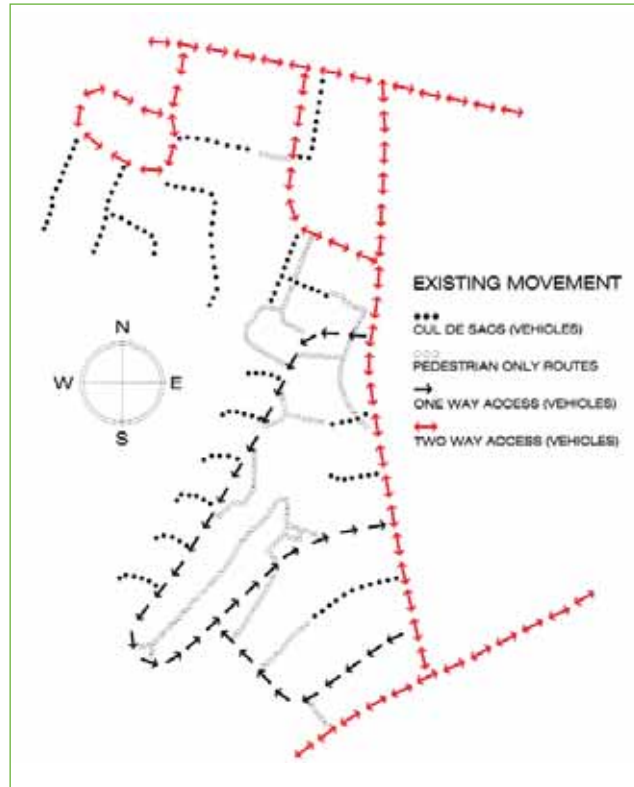 N
W
E
S
EXISTING MOVEMENT
CUL DE SACS (VEHICLES)
PEDESTRIAN ONLY ROUTES
ONE WAY ACCESS (VEHICLES)
TWO WAY ACCESS (VEHICLES)